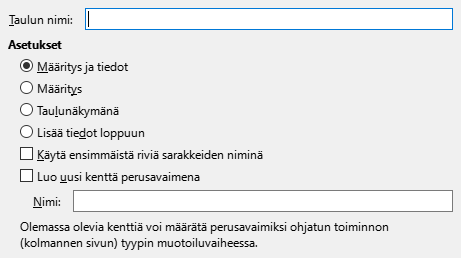 Taulun nimi:
Asetukset
Määritys ja tiedot
Määritys
Taulunäkymänä
Lisää tiedot loppuun
Käytä ensimmäistä riviä sarakkeiden niminä
Luo uusi kenttä perusavaimena
Nimi:
Olemassa olevia kenttiä voi määrätä perusavaimiksi ohjatun toiminnon
(kolmannen sivun) tyypin muotoiluvaiheessa.